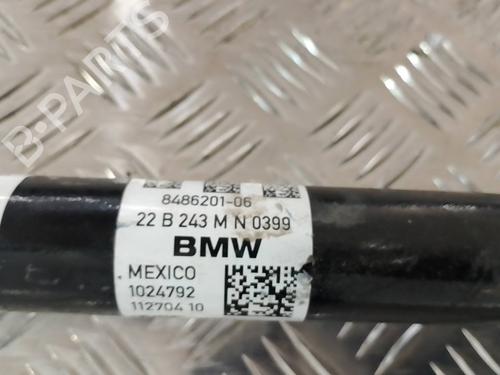 B-PARTS
8486201-06
22 B 243 M N 0399
BMW
MEXICO
1024792
112704 10